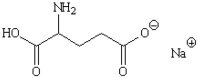 NH₂
HO O⊖ Na⊕
O O